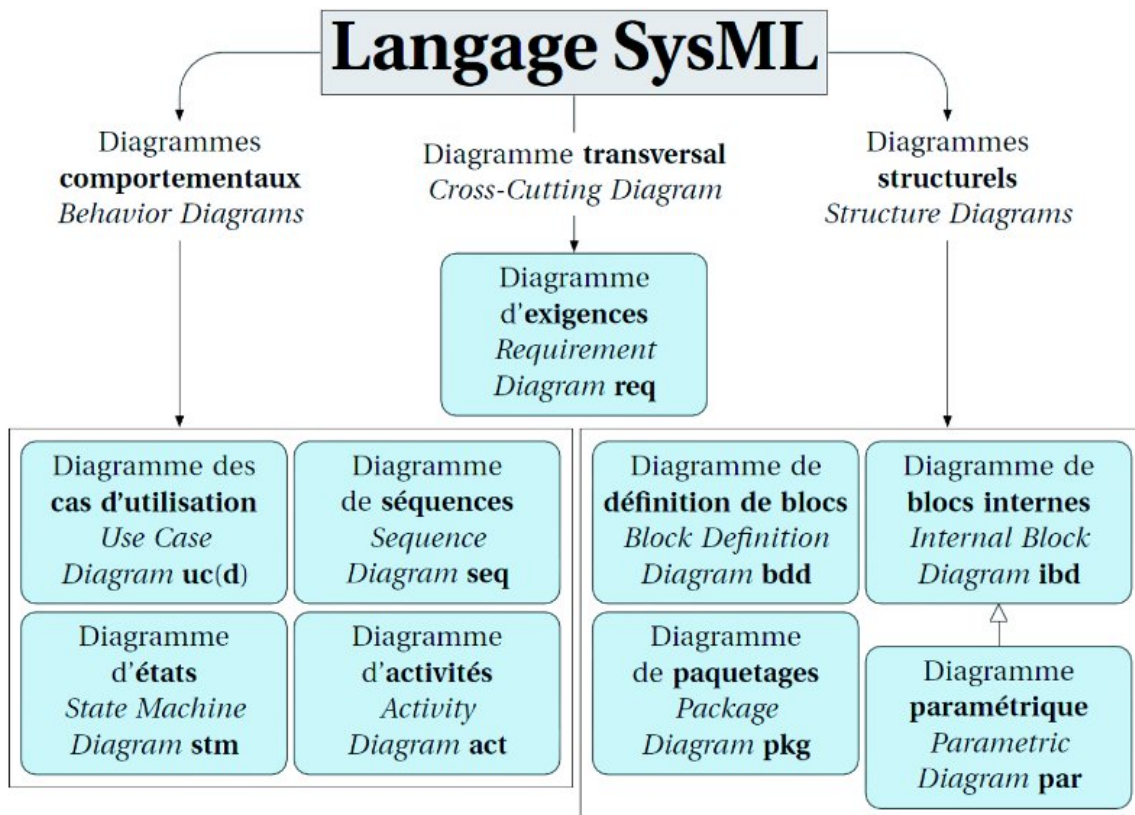 Langage SysML
Diagrammes
comportementaux
Behavior Diagrams
Diagramme transversal
Cross-Cutting Diagram
Diagrammes
structurels
Structure Diagrams
Diagramme
d'exigences
Requirement
Diagram req
Diagramme des
cas d'utilisation
Use Case
Diagram uc(d)
Diagramme
de séquences
Sequence
Diagram seq
Diagramme de
définition de blocs
Block Definition
Diagram bdd
Diagramme de
blocs internes
Internal Block
Diagram ibd
Diagramme
d'états
State Machine
Diagram stm
Diagramme
d'activités
Activity
Diagram act
Diagramme
de paquetages
Package
Diagram pkg
Diagramme
paramétrique
Parametric
Diagram par